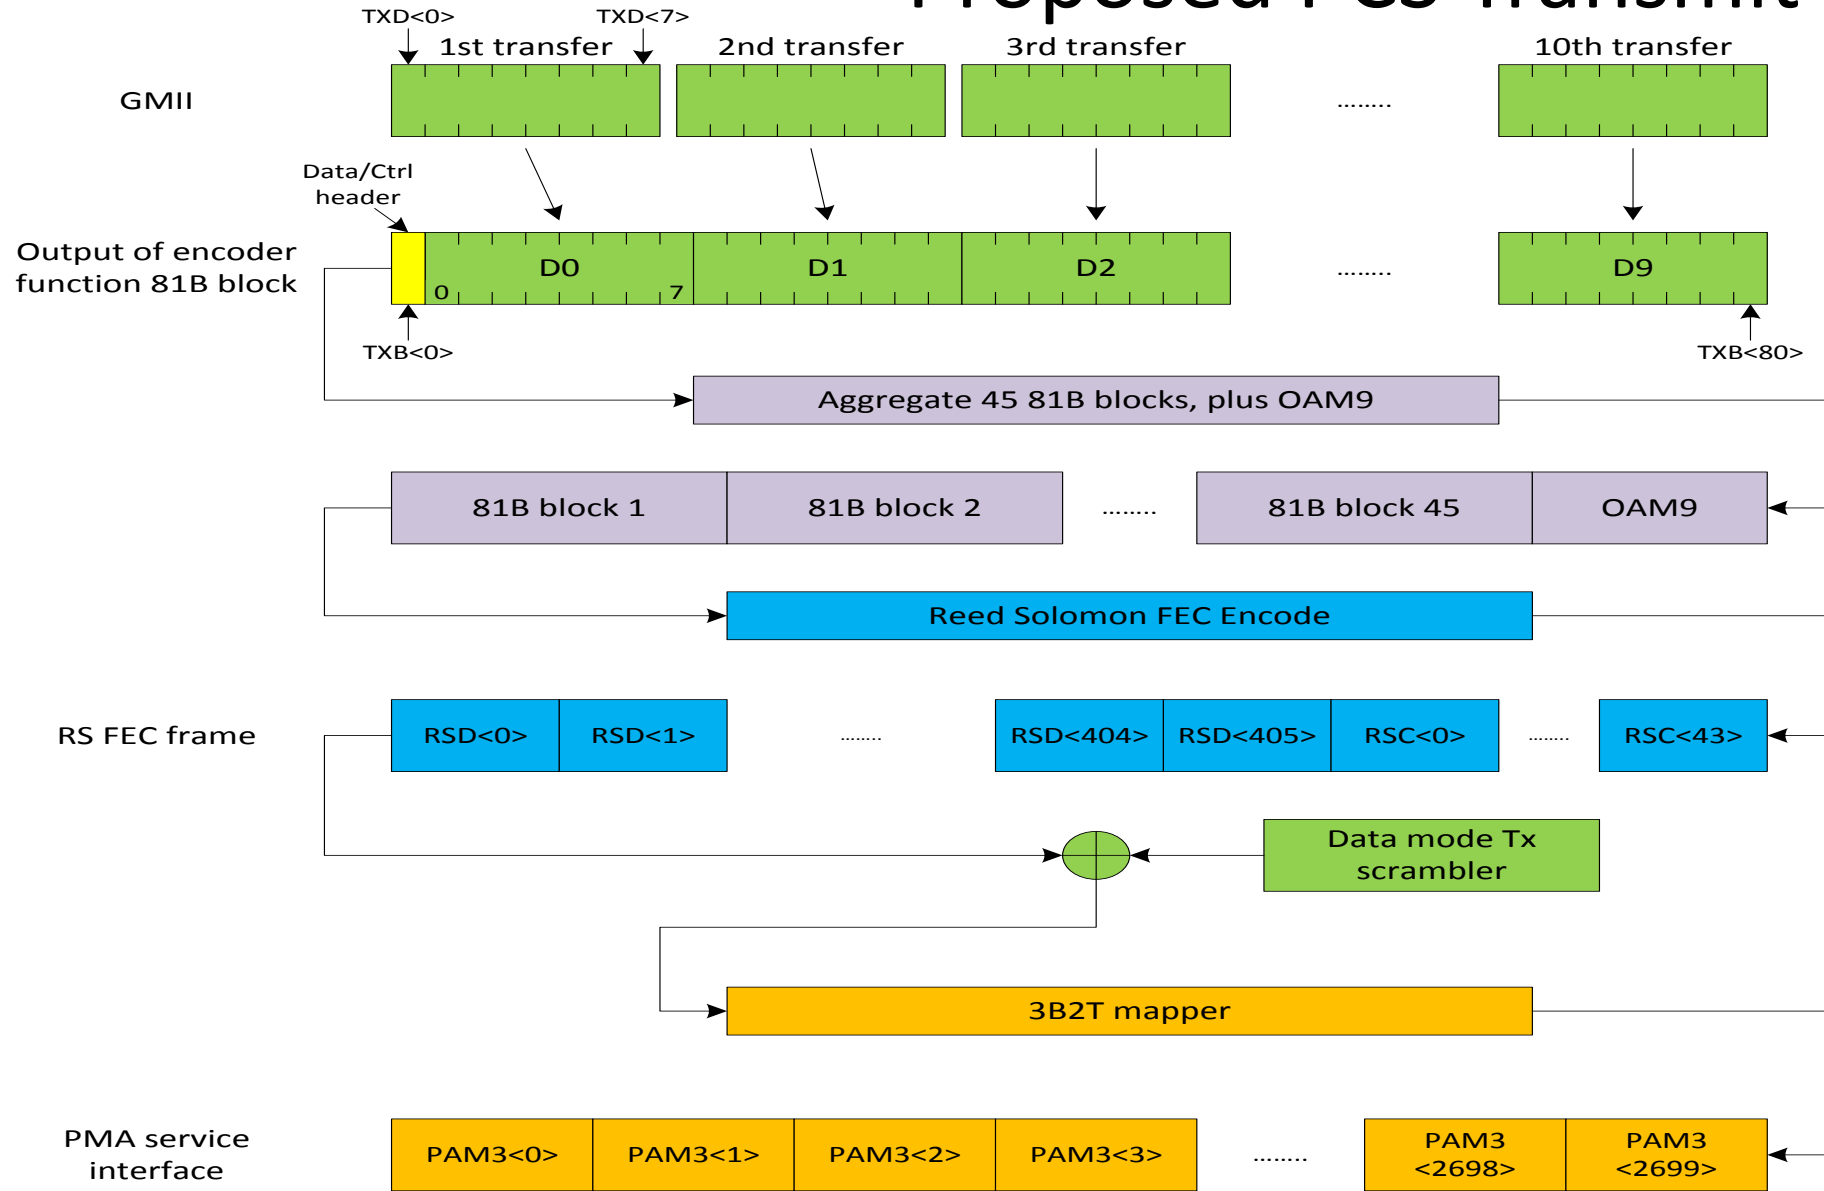 Proposed PCS Transmit
TXD<0>
TXD<7>
1st transfer
2nd transfer
3rd transfer
10th transfer
GMII
........
Data/Ctrl
header
Output of encoder
function 81B block
D0
0
7
D1
D2
........
D9
TXB<0>
TXB<80>
Aggregate 45 81B blocks, plus OAM9
81B block 1
81B block 2
........
81B block 45
OAM9
Reed Solomon FEC Encode
RS FEC frame
RSD<0>
RSD<1>
........
RSD<404>
RSD<405>
RSC<0>
........
RSC<43>
Data mode Tx
scrambler
3B2T mapper
PMA service
interface
PAM3<0>
PAM3<1>
PAM3<2>
PAM3<3>
........
PAM3
<2698>
PAM3
<2699>